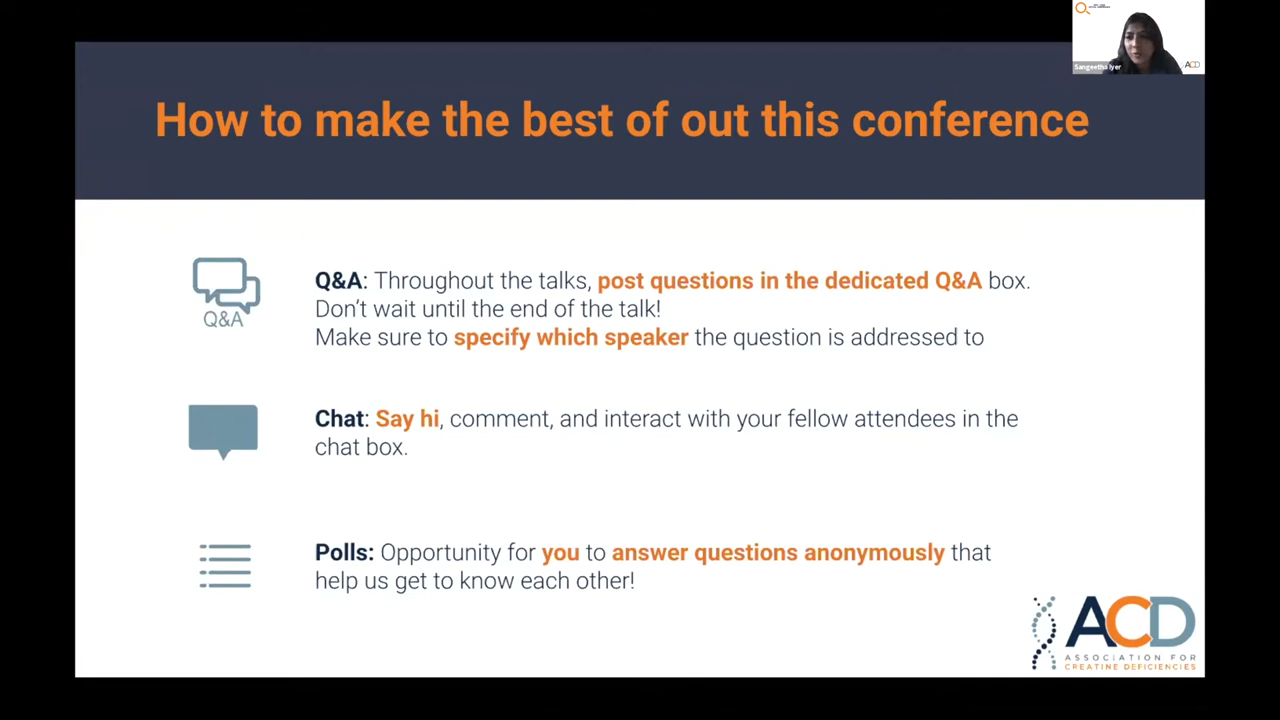 Sangeetha Iyer
ACD
How to make the best of out this conference
Q&A
Q&A: Throughout the talks, post questions in the dedicated Q&A box.
Don't wait until the end of the talk!
Make sure to specify which speaker the question is addressed to
Chat: Say hi, comment, and interact with your fellow attendees in the
chat box.
Polls: Opportunity for you to answer questions anonymously that
help us get to know each other!
ACD
ASSOCIATION FOR
CREATINE DEFICIENCIES